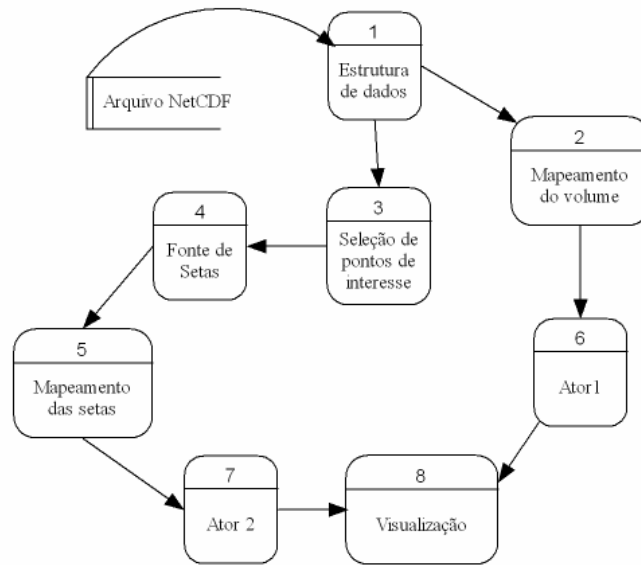 1
Estrutura
de dados
Arquivo NetCDF
2
Mapeamento
do volume
3
Seleção de
pontos de
interesse
4
Fonte de
Setas
5
Mapeamento
das setas
6
Ator1
7
Ator 2
8
Visualização